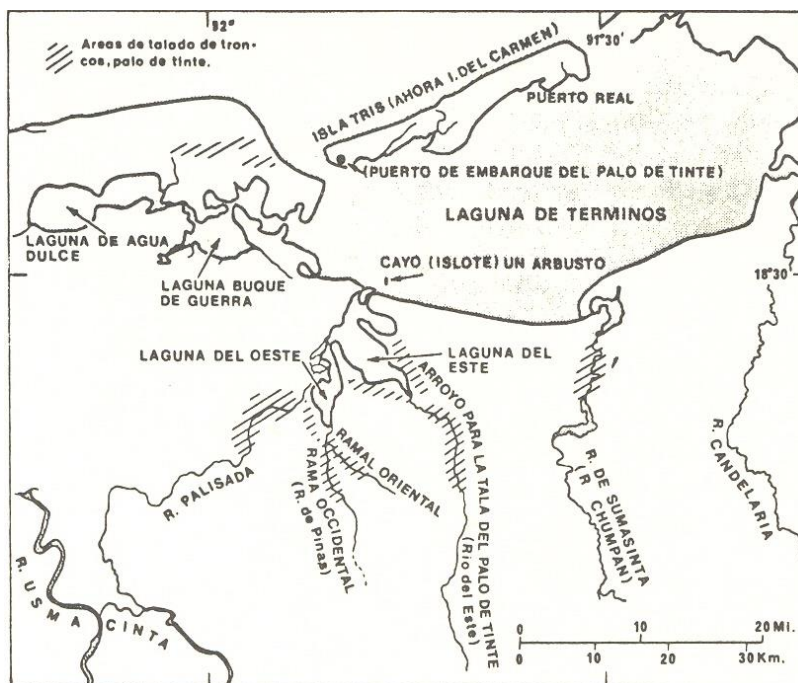 92°
91°30'
Areas de talado de tron-
cos, palo de tinte.
ISLA TRIS (AHORA I. DEL CARMEN)
PUERTO REAL
(PUERTO DE EMBARQUE DEL PALO DE TINTE)
LAGUNA DE TERMINOS
LAGUNA DE AGUA
DULCE
LAGUNA BUQUE
DE GUERRA
CAYO (ISLOTE) UN ARBUSTO
18°30'
LAGUNA DEL OESTE
LAGUNA DEL
ESTE
ARROYO PARA LA TALA DEL PALO DE TINTE
(Rio del Este)
RAMAL ORIENTAL
RAMA OCCIDENTAL
(R. de Pinas)
R. PALISADA
R. DE SUMASINTA
(R CHUMPAN)
R. CANDELARIA
R. USMA CINTA
0 10 20 Mi.
0 10 20 30 Km.